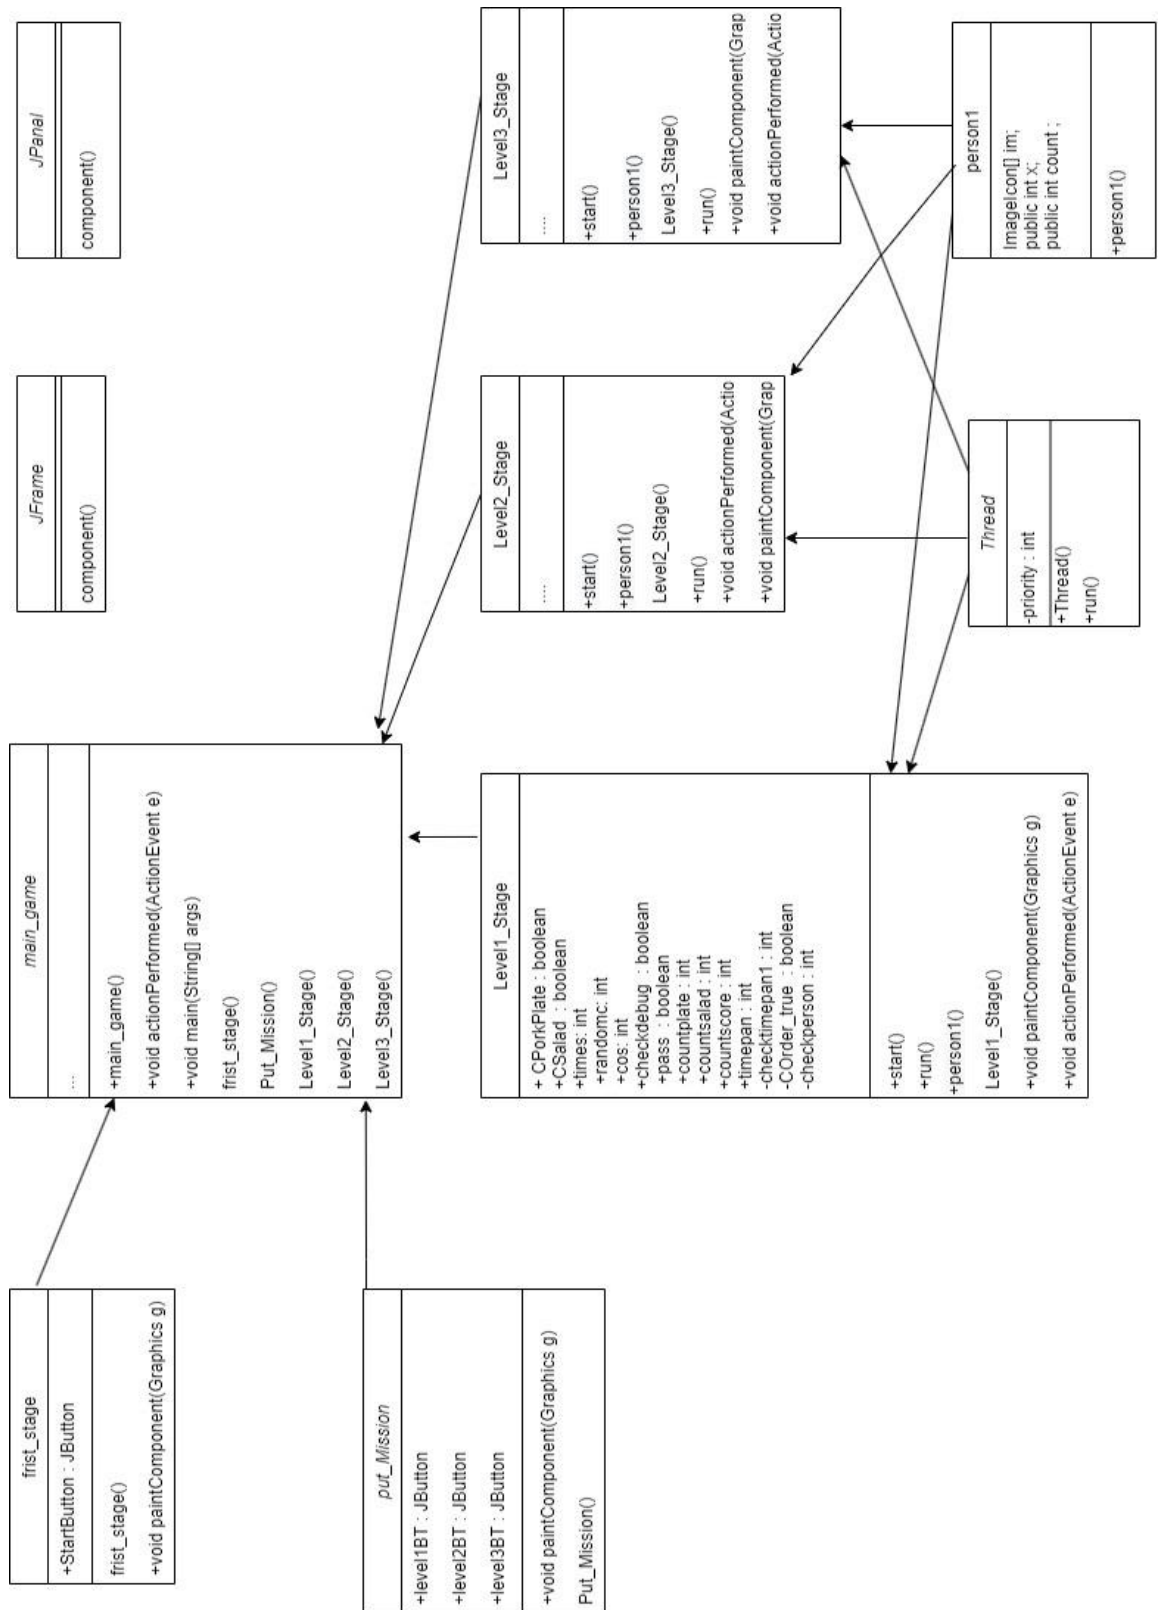 frist_stage
+StartButton : JButton
frist_stage()
+void paintComponent(Graphics g)
put_Mission
+level1BT : JButton
+level2BT : JButton
+level3BT : JButton
+void paintComponent(Graphics g)
Put_Mission()
main_game
...
+main_game()
+void actionPerformed(ActionEvent e)
+void main(String[] args)
frist_stage()
Put_Mission()
Level1_Stage()
Level2_Stage()
Level3_Stage()
Level1_Stage
+ CPorkPlate : boolean
+CSalad : boolean
+times: int
+randomc: int
+cos: int
+checkdebug : boolean
+pass : boolean
+countplate : int
+countsalad : int
+countscore : int
+timepan : int
-checktimepan1 : int
-COrder_true : boolean
-checkperson : int
+start()
+run()
+person1()
Level1_Stage()
+void paintComponent(Graphics g)
+void actionPerformed(ActionEvent e)
JFrame
component()
Level2_Stage
....
+start()
+person1()
Level2_Stage()
+run()
+void actionPerformed(Actio
+void paintComponent(Grap
Thread
-priority : int
+Thread()
+run()
JPanal
component()
Level3_Stage
....
+start()
+person1()
Level3_Stage()
+run()
+void paintComponent(Grap
+void actionPerformed(Actio
person1
ImageIcon[] im;
public int x;
public int count ;
+person1()